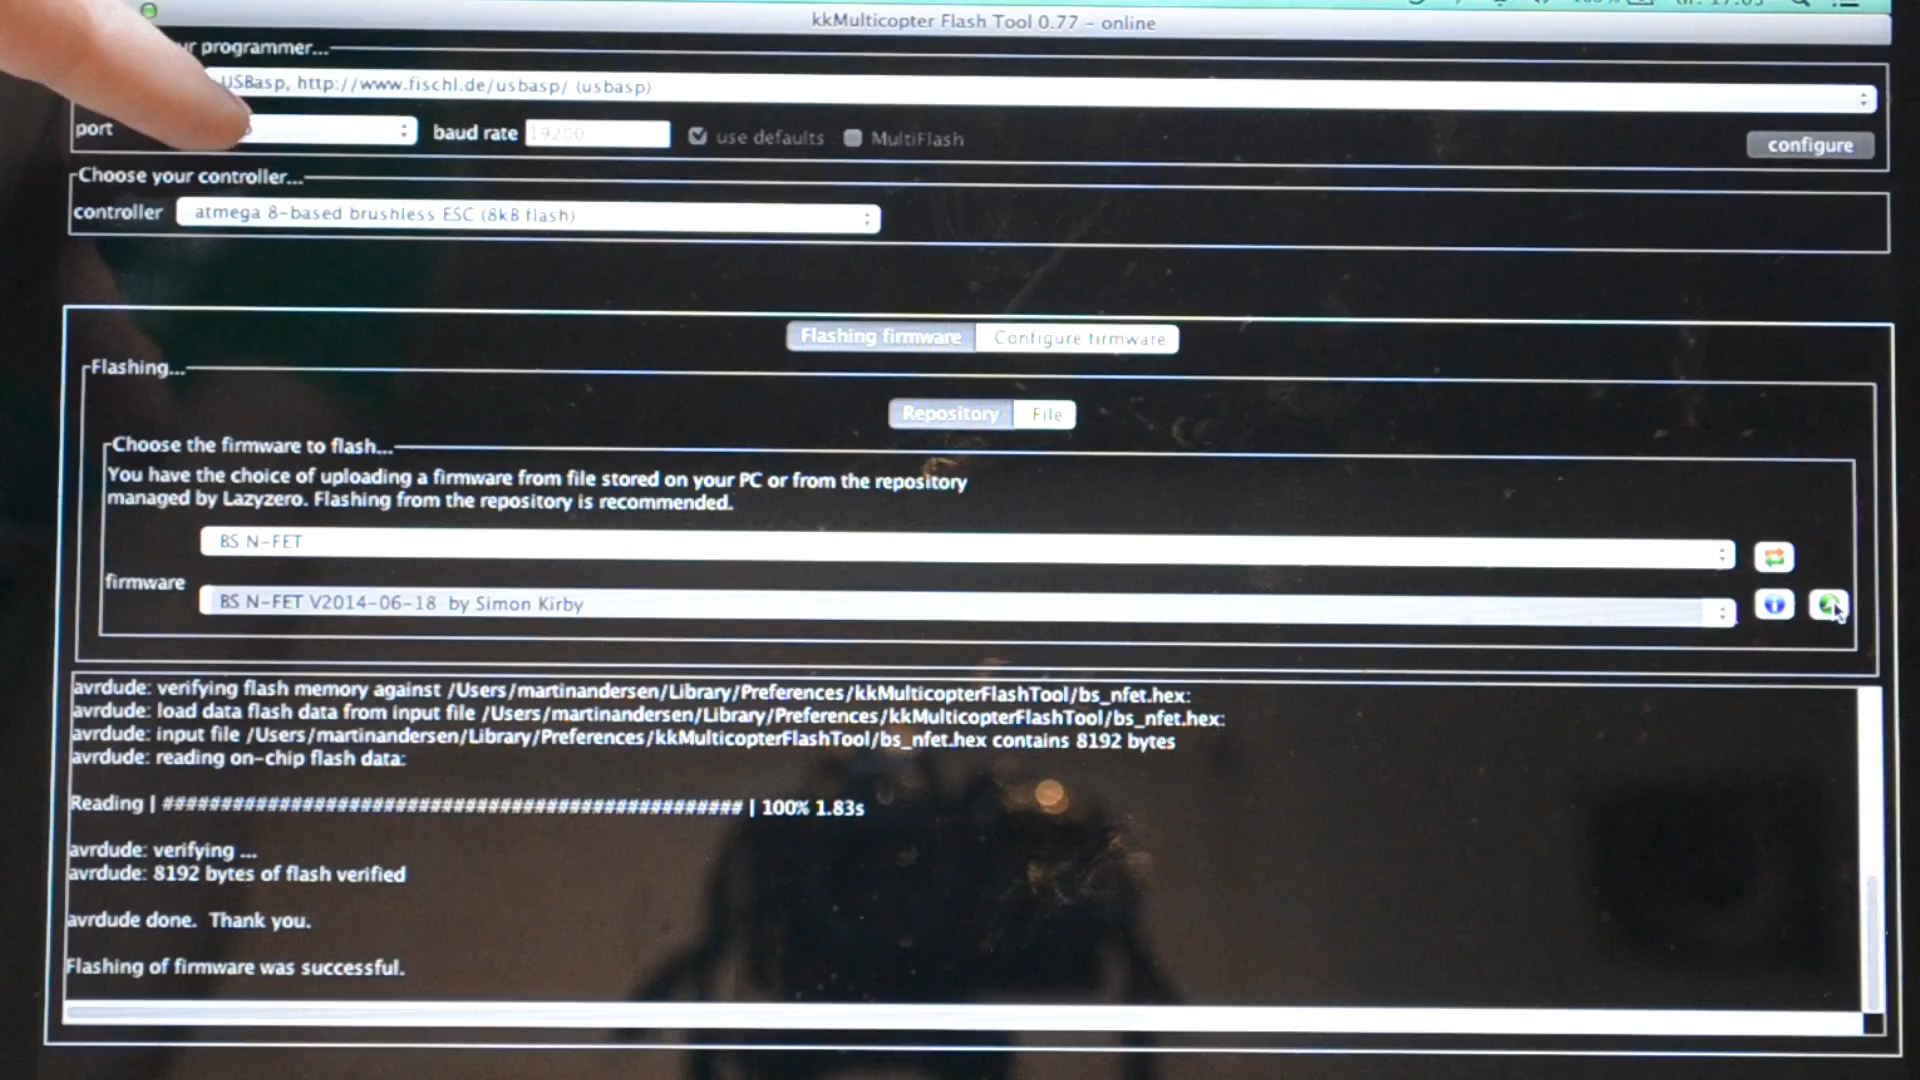 kkMulticopter Flash Tool 0.77 – online
programmer...
USBasp, http://www.fischl.de/usbasp/ (usbasp)
port
baud rate 19200 use defaults MultiFlash
configure
Choose your controller...
controller atmega 8-based brushless ESC (8kB flash)
Flashing firmware Configure firmware
Flashing...
Repository File
Choose the firmware to flash...
You have the choice of uploading a firmware from file stored on your PC or from the repository
managed by Lazyzero. Flashing from the repository is recommended.
BS N-FET
firmware
BS N-FET V2014-06-18 by Simon Kirby
avrdude: verifying flash memory against /Users/martinandersen/Library/Preferences/kkMulticopterFlashTool/bs_nfet.hex:
avrdude: load data flash data from input file /Users/martinandersen/Library/Preferences/kkMulticopterFlashTool/bs_nfet.hex:
avrdude: input file /Users/martinandersen/Library/Preferences/kkMulticopterFlashTool/bs_nfet.hex contains 8192 bytes
avrdude: reading on-chip flash data:
Reading | ################################################## | 100% 1.83s
avrdude: verifying ...
avrdude: 8192 bytes of flash verified
avrdude done.  Thank you.
Flashing of firmware was successful.